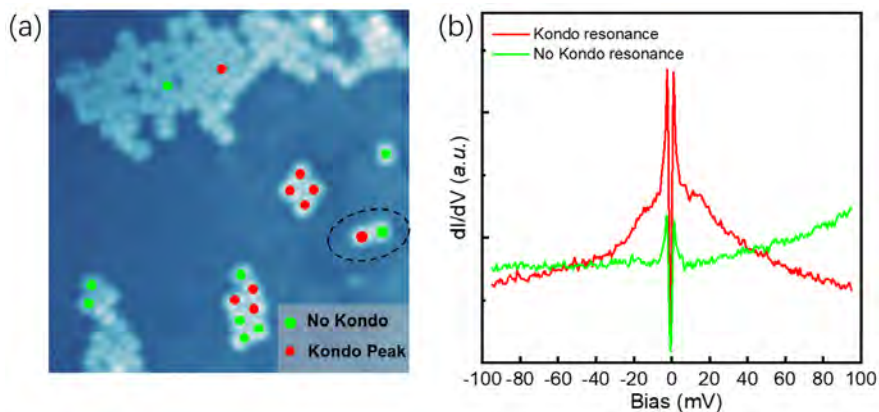 (a)
No Kondo
Kondo Peak
(b)
Kondo resonance
No Kondo resonance
dI/dV (a.u.)
-100 -80 -60 -40 -20 0 20 40 60 80 100
Bias (mV)